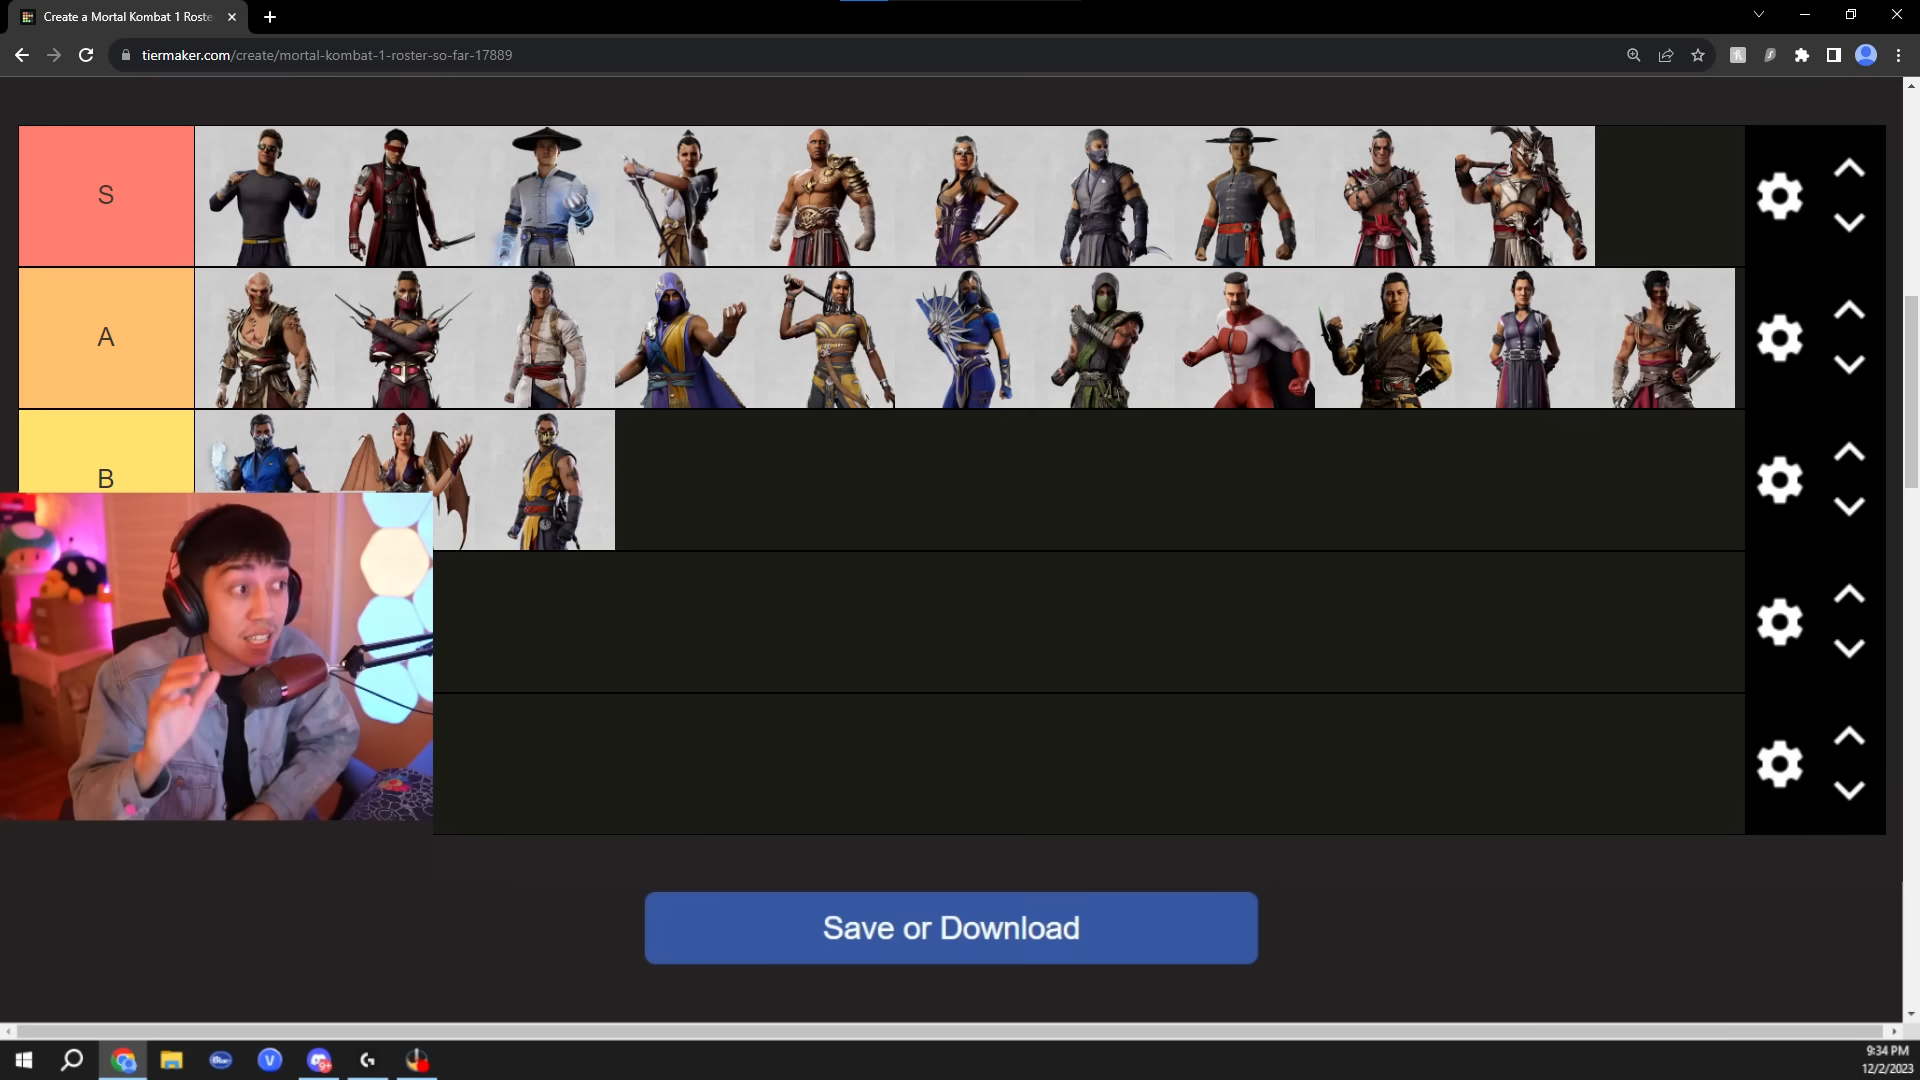 Create a Mortal Kombat 1 Roste
tiermaker.com/create/mortal-kombat-1-roster-so-far-17889
S
A
B
Save or Download
9+
9:34 PM
12/2/2023